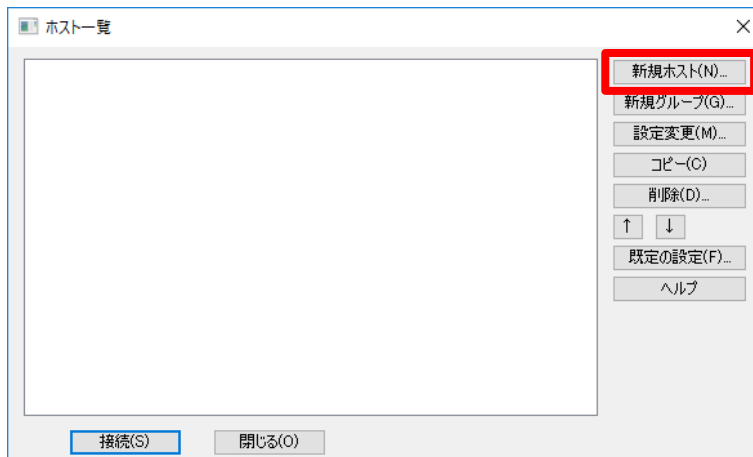 ホスト一覧
新規ホスト(N)...
新規グループ(G)...
設定変更(M)...
コピー(C)
削除(D)...
↑ ↓
既定の設定(F)...
ヘルプ
接続(S) 閉じる(O)